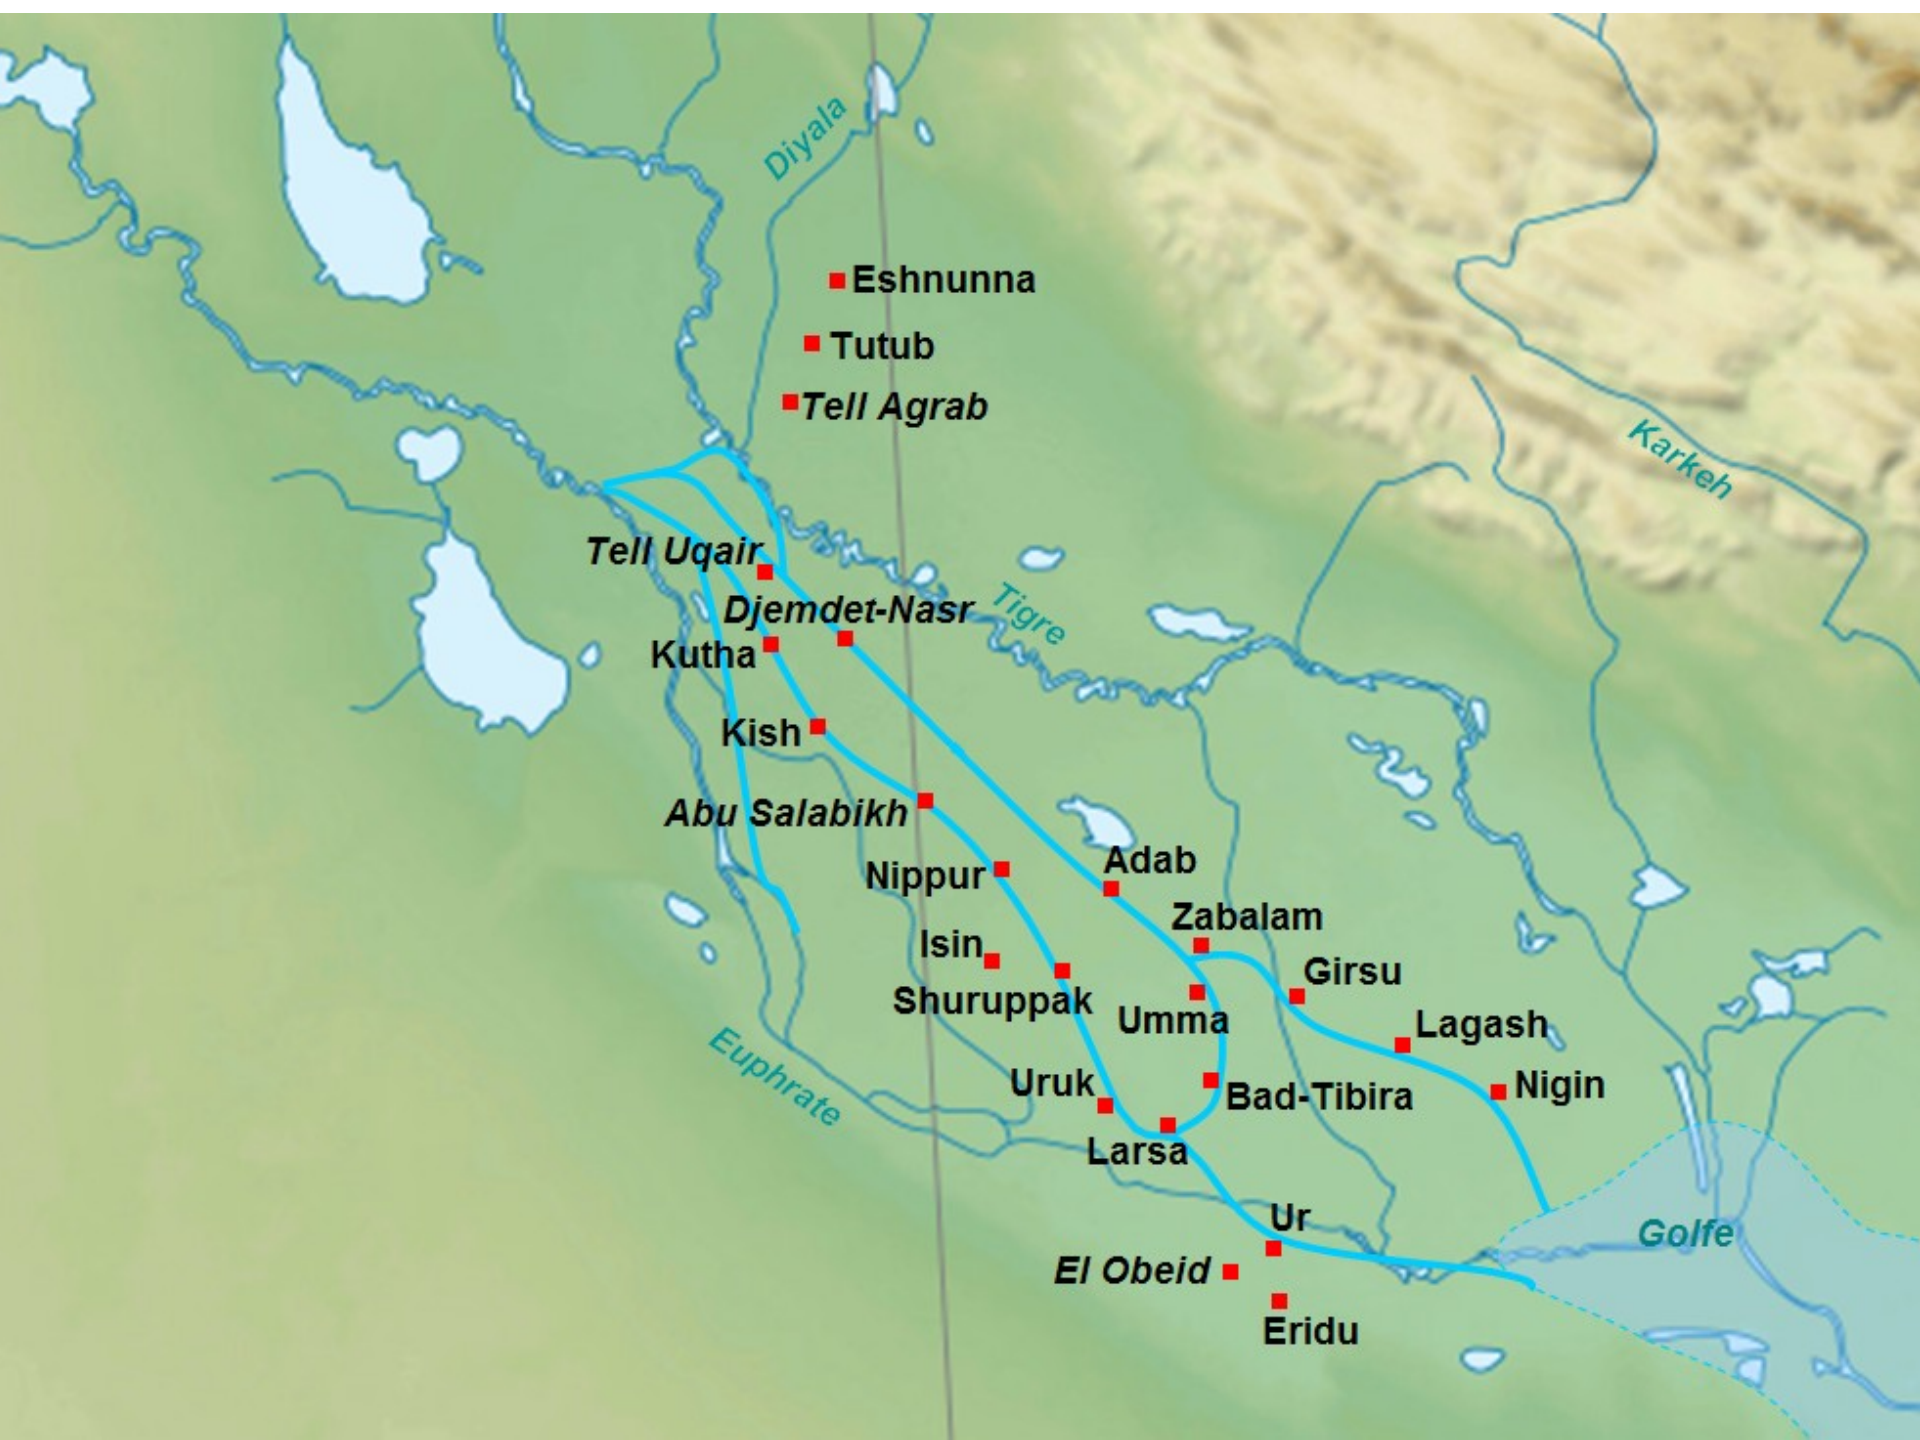 Diyala
Eshnunna
Tutub
Tell Agrab
Karkeh
Tell Uqair
Tigre
Djemdet-Nasr
Kutha
Kish
Abu Salabikh
Adab
Nippur
Zabalam
Isin
Girsu
Shuruppak
Umma
Lagash
Euphrate
Uruk
Nigin
Bad-Tibira
Larsa
Ur
Golfe
El Obeid
Eridu